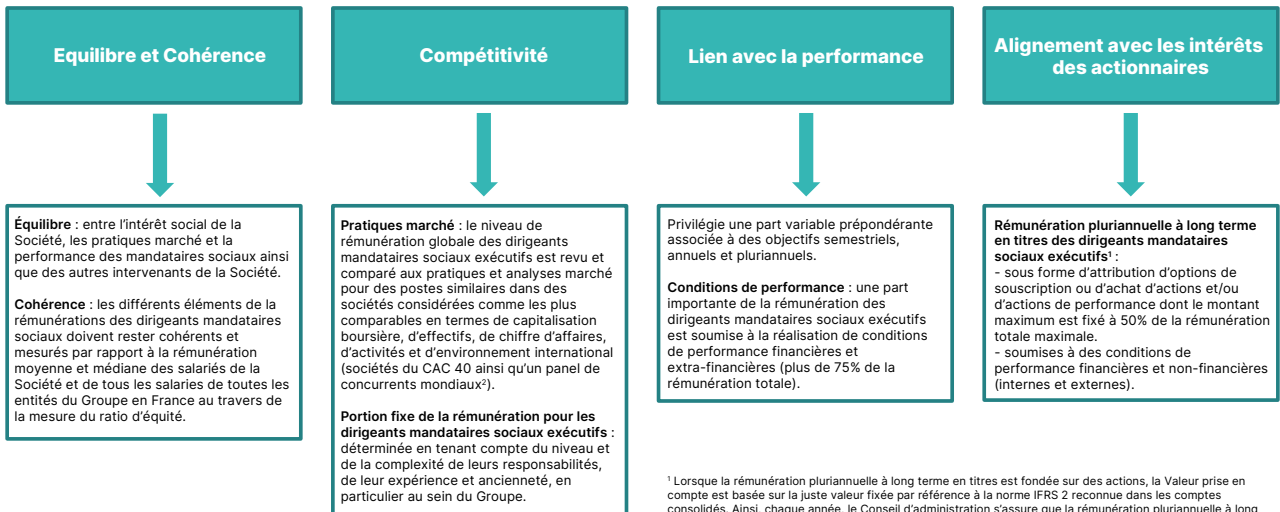 Equilibre et Cohérence
Équilibre : entre l'intérêt social de la
Société, les pratiques marché et la
performance des mandataires sociaux ainsi
que des autres intervenants de la Société.
Cohérence : les différents éléments de la
rémunérations des dirigeants mandataires
sociaux doivent rester cohérents et
mesurés par rapport à la rémunération
moyenne et médiane des salariés de la
Société et de tous les salaries de toutes les
entités du Groupe en France au travers de
la mesure du ratio d'équité.
Compétitivité
Pratiques marché : le niveau de
rémunération globale des dirigeants
mandataires sociaux exécutifs est revu et
comparé aux pratiques et analyses marché
pour des postes similaires dans des
sociétés considérées comme les plus
comparables en termes de capitalisation
boursière, d'effectifs, de chiffre d'affaires,
d'activités et d'environnement international
(sociétés du CAC 40 ainsi qu'un panel de
concurrents mondiaux²).
Portion fixe de la rémunération pour les
dirigeants mandataires sociaux exécutifs :
déterminée en tenant compte du niveau et
de la complexité de leurs responsabilités,
de leur expérience et ancienneté, en
particulier au sein du Groupe.
Lien avec la performance
Privilégie une part variable prépondérante
associée à des objectifs semestriels,
annuels et pluriannuels.
Conditions de performance : une part
importante de la rémunération des
dirigeants mandataires sociaux exécutifs
est soumise à la réalisation de conditions
de performance financières et
extra-financières (plus de 75% de la
rémunération totale).
Alignement avec les intérêts
des actionnaires
Rémunération pluriannuelle à long terme
en titres des dirigeants mandataires
sociaux exécutifs¹ :
- sous forme d'attribution d'options de
souscription ou d'achat d'actions et/ou
d'actions de performance dont le montant
maximum est fixé à 50% de la rémunération
totale maximale.
- soumises à des conditions de
performance financières et non-financières
(internes et externes).
¹ Lorsque la rémunération pluriannuelle à long terme en titres est fondée sur des actions, la Valeur prise en
compte est basée sur la juste valeur fixée par référence à la norme IFRS 2 reconnue dans les comptes
consolidés. Ainsi, chaque année, le Conseil d'administration s'assure que la rémunération pluriannuelle à long